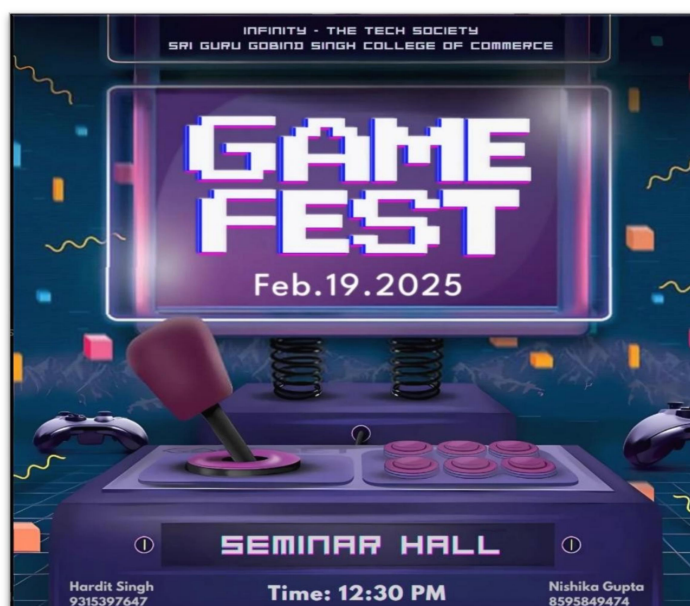 INFINITY - THE TECH SOCIETY
SRI GURU GOBIND SINGH COLLEGE OF COMMERCE
GAME
FEST
Feb.19.2025
SEMINAR HALL
Hardit Singh
9315397647
Time: 12:30 PM
Nishika Gupta
8595849474